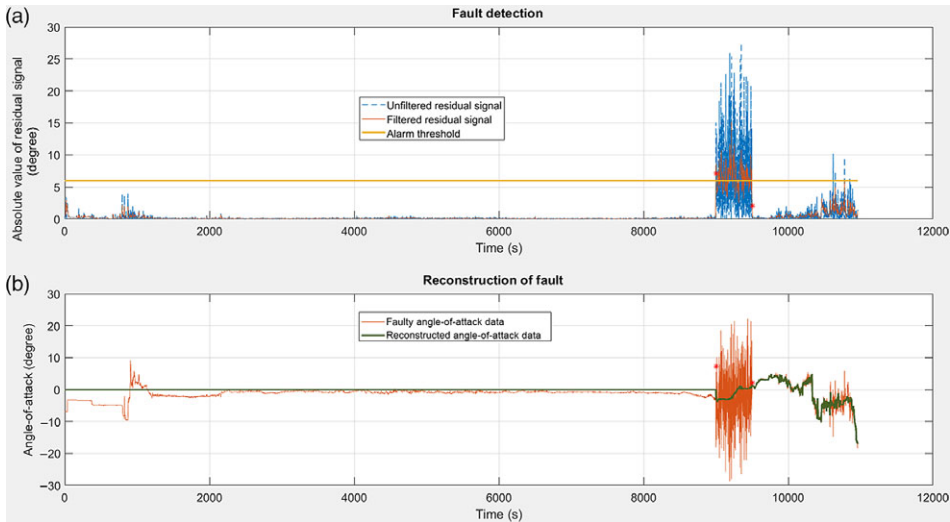 (a)
Fault detection
Absolute value of residual signal
(degree)
30
25
20
15
10
5
0
Unfiltered residual signal
Filtered residual signal
Alarm threshold
0
2000
4000
6000
8000
10000
12000
Time (s)
(b)
Reconstruction of fault
Angle-of-attack (degree)
30
20
10
0
−10
−20
−30
Faulty angle-of-attack data
Reconstructed angle-of-attack data
0
2000
4000
6000
8000
10000
12000
Time (s)